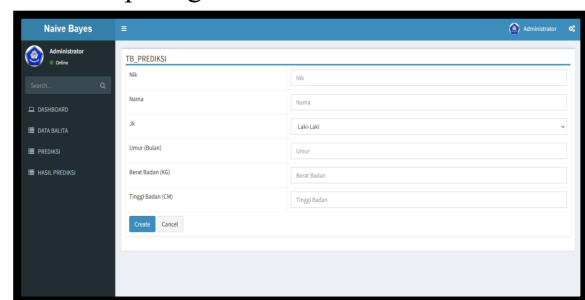 Naive Bayes
Administrator
Administrator
Online
Search...
DASHBOARD
DATA BALITA
PREDIKSI
HASIL PREDIKSI
TB_PREDIKSI
Nik
Nik
Nama
Nama
Jk
Laki-Laki
Umur (Bulan)
Umur
Berat Badan (KG)
Berat Badan
Tinggi Badan (CM)
Tinggi Badan
Create Cancel